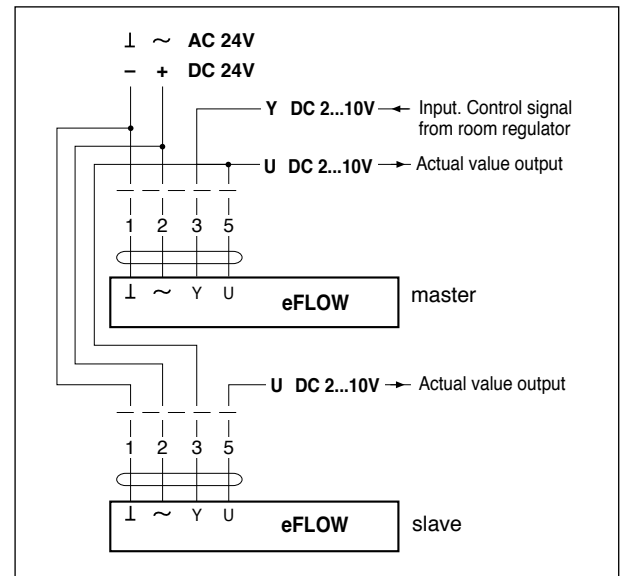 ⊥ ~ AC 24V
− + DC 24V
Y DC 2...10V Input. Control signal
from room regulator
U DC 2...10V Actual value output
1 2 3 5
⊥ ~ Y U eFLOW master
U DC 2...10V Actual value output
1 2 3 5
⊥ ~ Y U eFLOW slave